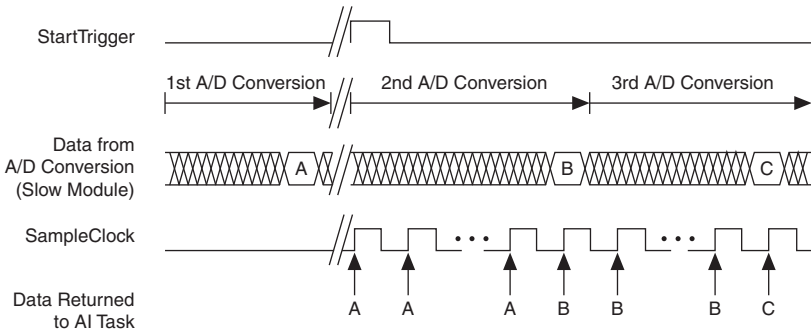 StartTrigger
1st A/D Conversion 2nd A/D Conversion 3rd A/D Conversion
Data from
A/D Conversion
(Slow Module)
A B C
SampleClock
• • • • • •
Data Returned
to AI Task
A A A B B B C